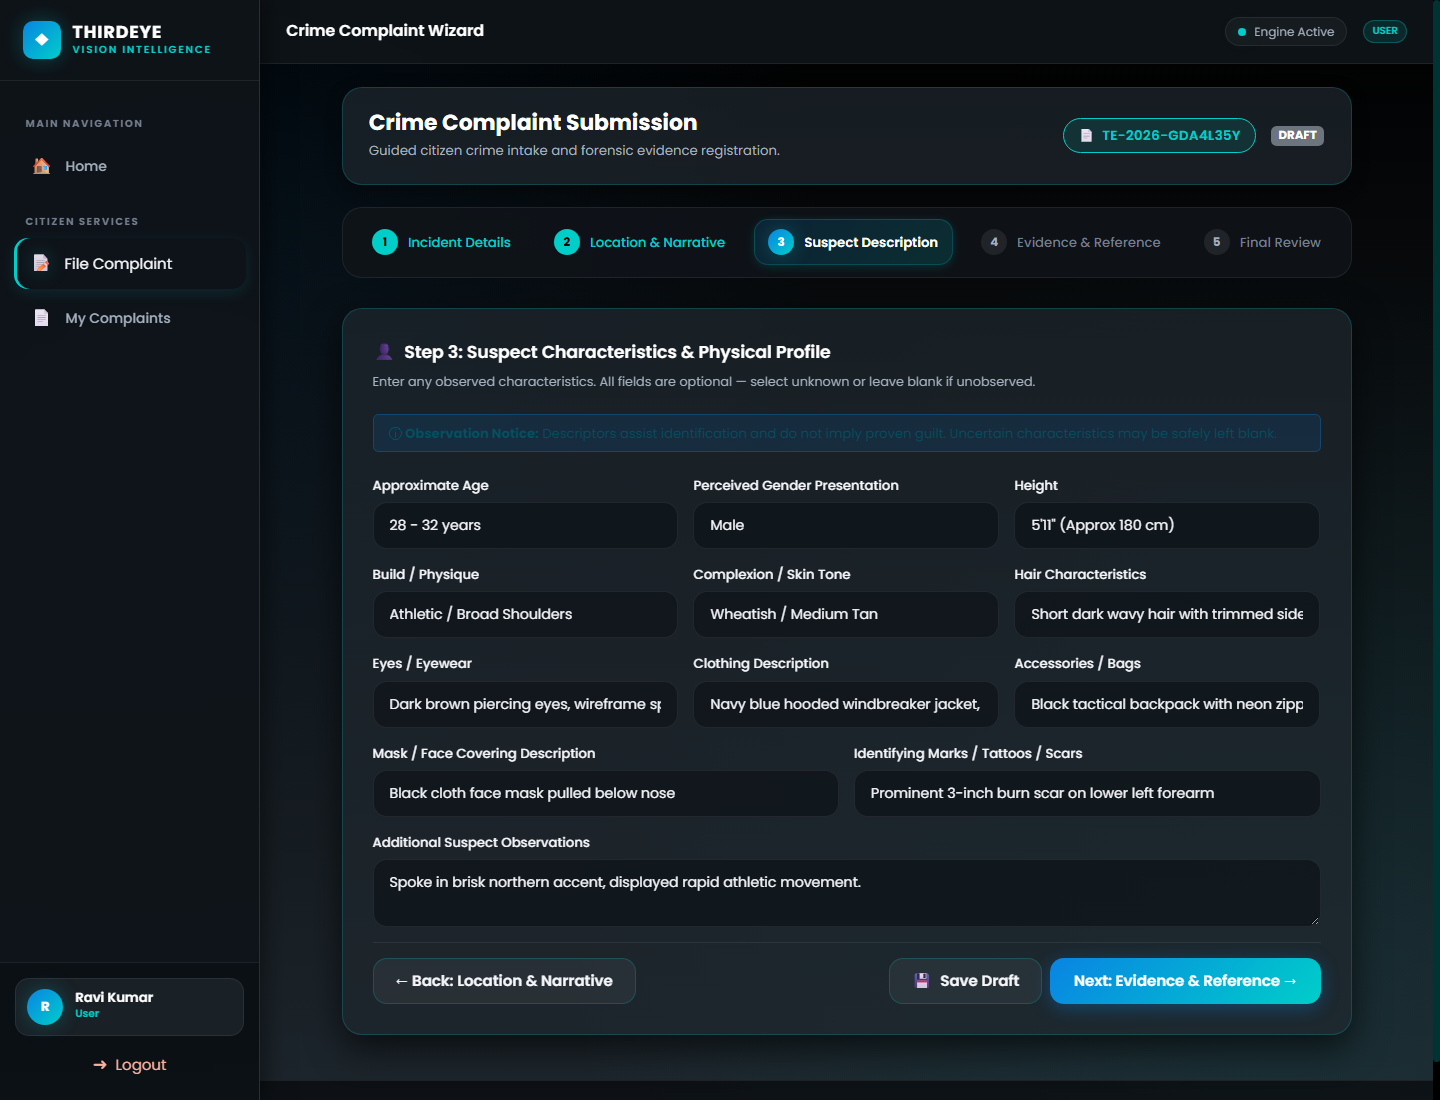 THIRDEYE
VISION INTELLIGENCE
Crime Complaint Wizard
Engine Active
USER
MAIN NAVIGATION
Home
CITIZEN SERVICES
File Complaint
My Complaints
Crime Complaint Submission
Guided citizen crime intake and forensic evidence registration.
TE-2026-GDA4L35Y
DRAFT
1 Incident Details
2 Location & Narrative
3 Suspect Description
4 Evidence & Reference
5 Final Review
Step 3: Suspect Characteristics & Physical Profile
Enter any observed characteristics. All fields are optional — select unknown or leave blank if unobserved.
Observation Notice: Descriptors assist identification and do not imply proven guilt. Uncertain characteristics may be safely left blank.
Approximate Age
Perceived Gender Presentation
Height
28 - 32 years
Male
5'11" (Approx 180 cm)
Build / Physique
Complexion / Skin Tone
Hair Characteristics
Athletic / Broad Shoulders
Wheatish / Medium Tan
Short dark wavy hair with trimmed side
Eyes / Eyewear
Clothing Description
Accessories / Bags
Dark brown piercing eyes, wireframe sp
Navy blue hooded windbreaker jacket,
Black tactical backpack with neon zipp
Mask / Face Covering Description
Identifying Marks / Tattoos / Scars
Black cloth face mask pulled below nose
Prominent 3-inch burn scar on lower left forearm
Additional Suspect Observations
Spoke in brisk northern accent, displayed rapid athletic movement.
← Back: Location & Narrative
Save Draft
Next: Evidence & Reference →
R
Ravi Kumar
User
Logout